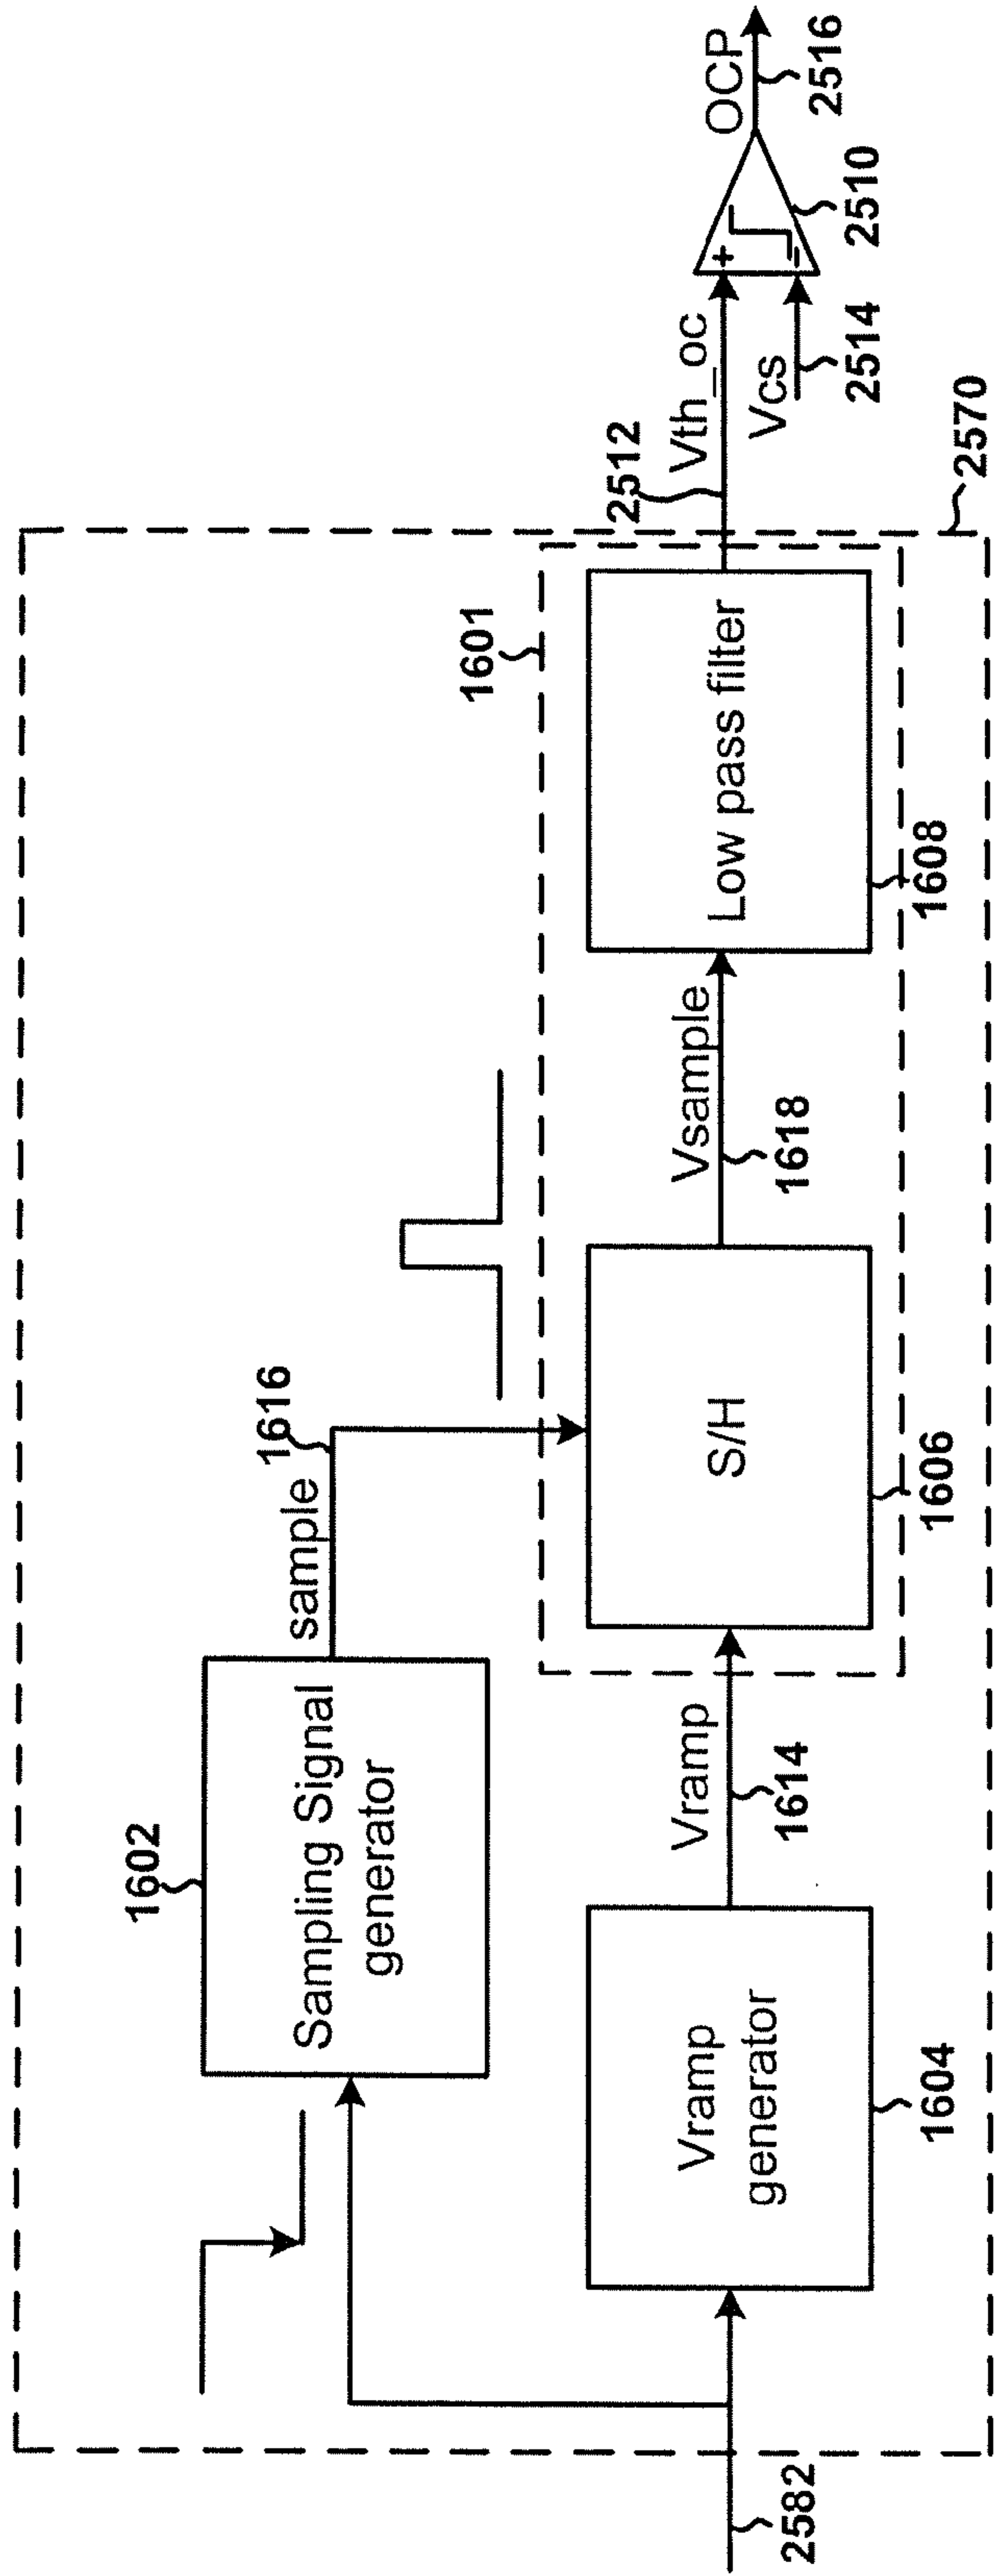 2582
1602
Sampling Signal
generator
sample
1616
Vramp
generator
1604
Vramp
1614
S/H
1606
Vsample
1618
1601
Low pass filter
1608
2512
Vth_oc
Vcs
2514
2570
+
−
2510
OCP
2516